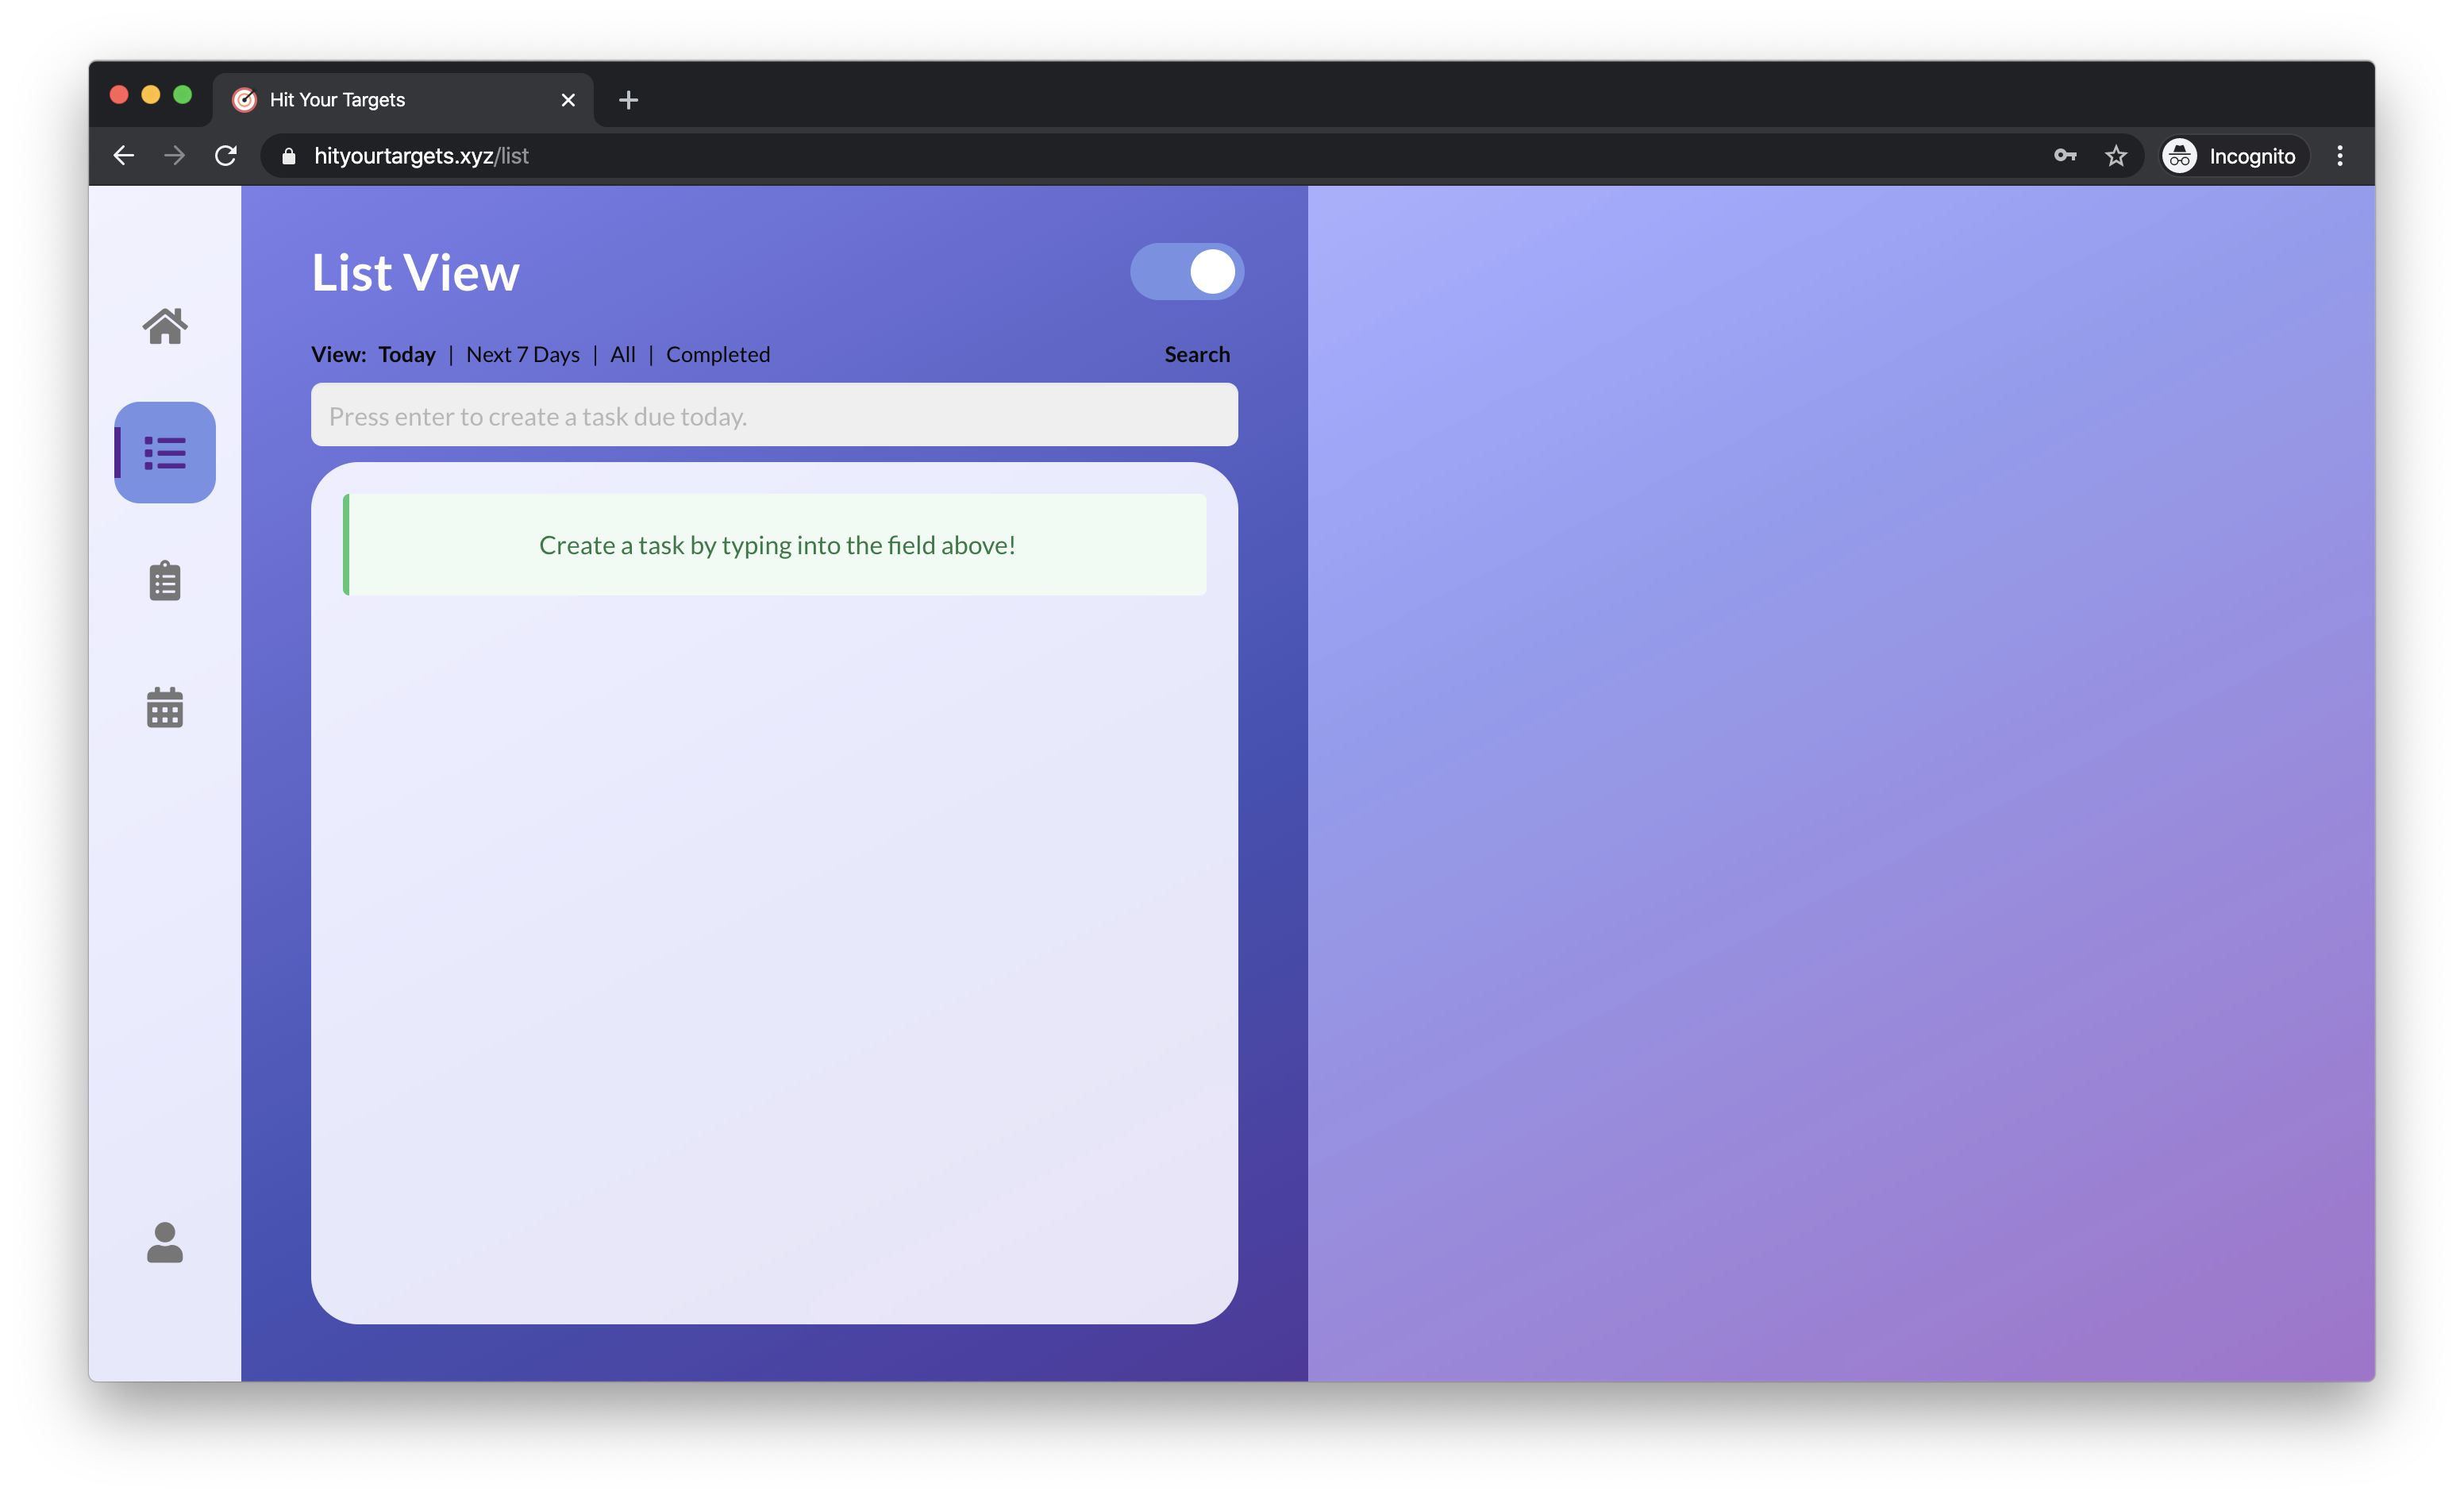 Hit Your Targets
hityourtargets.xyz/list
Incognito
List View
View: Today | Next 7 Days | All | Completed
Search
Press enter to create a task due today.
Create a task by typing into the field above!